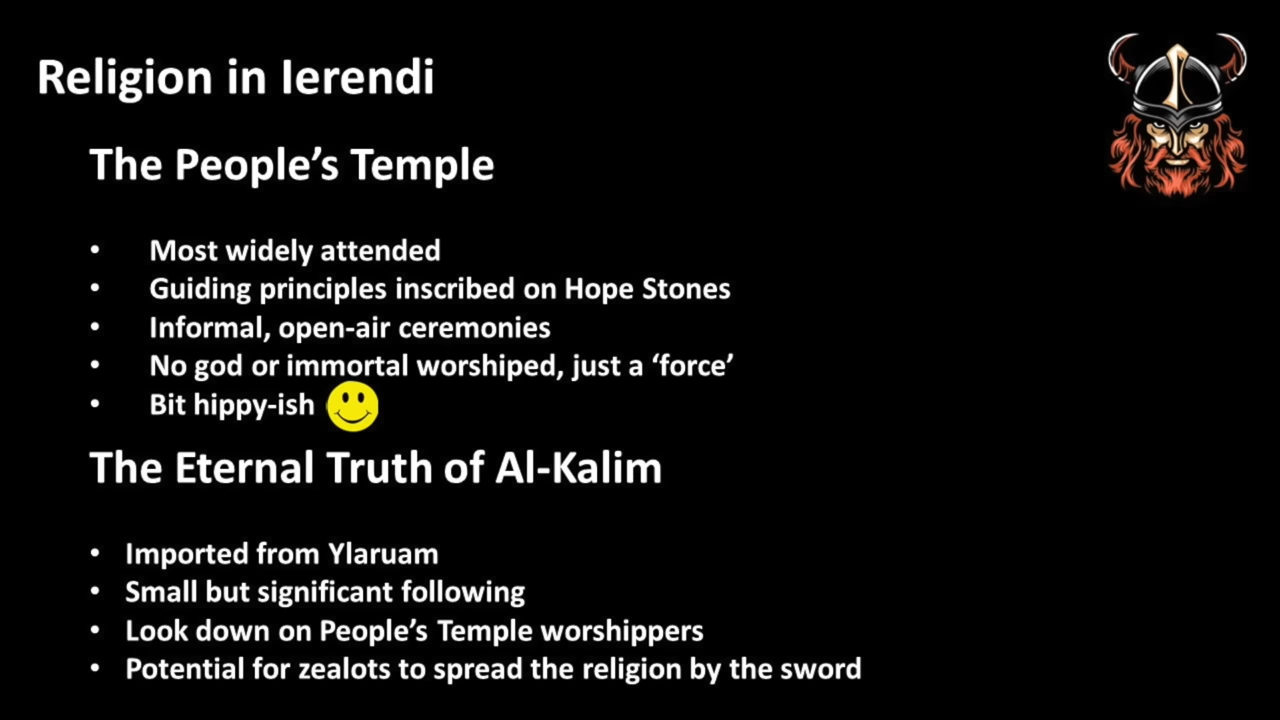 Religion in Ierendi
The People’s Temple
• Most widely attended
• Guiding principles inscribed on Hope Stones
• Informal, open-air ceremonies
• No god or immortal worshiped, just a ‘force’
• Bit hippy-ish
The Eternal Truth of Al-Kalim
• Imported from Ylaruam
• Small but significant following
• Look down on People’s Temple worshippers
• Potential for zealots to spread the religion by the sword